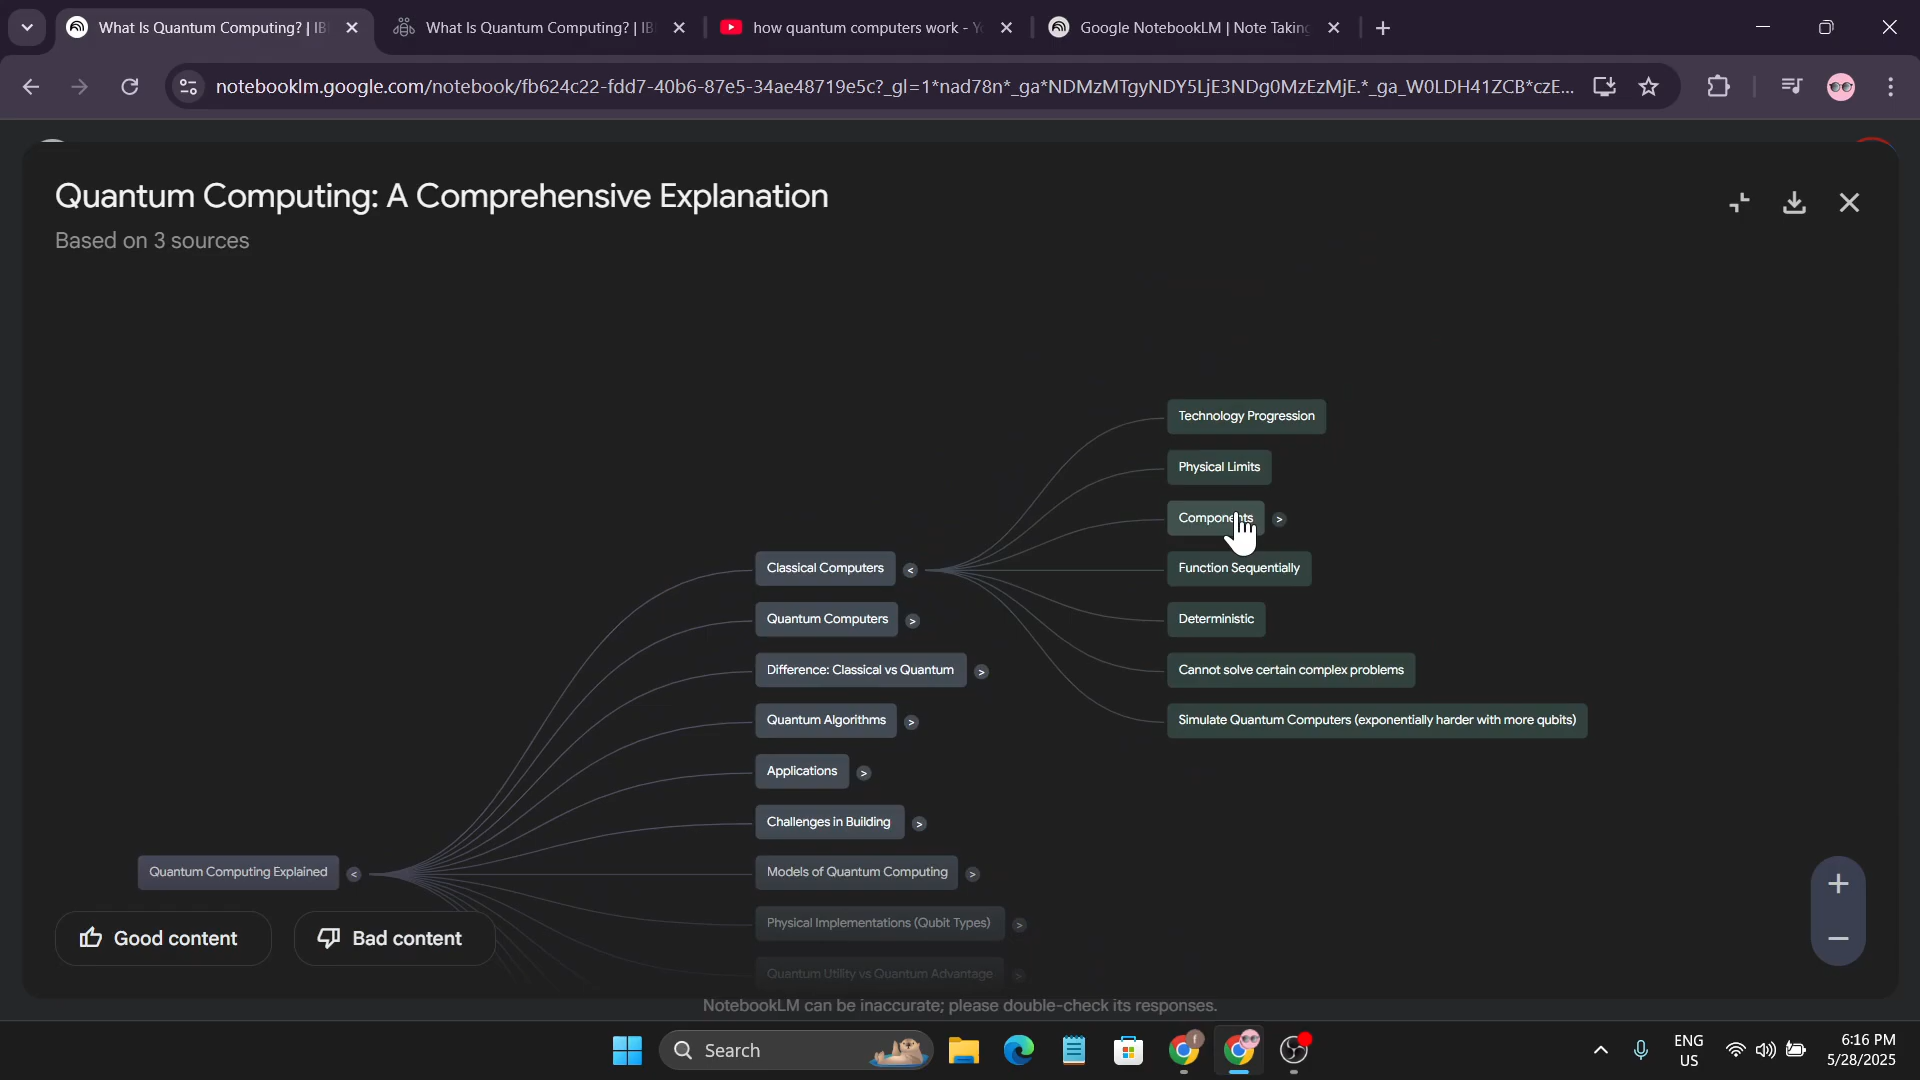 What Is Quantum Computing? | IB
What Is Quantum Computing? | IB
how quantum computers work - Y
Google NotebookLM | Note Taking
notebooklm.google.com/notebook/fb624c22-fdd7-40b6-87e5-34ae48719e5c?_gl=1*nad78n*_ga*NDMzMTgyNDY5LjE3NDg0MzEzMjE.*_ga_W0LDH41ZCB*czE...
Quantum Computing: A Comprehensive Explanation
Based on 3 sources
Technology Progression
Physical Limits
Components >
Classical Computers <
Function Sequentially
Quantum Computers >
Deterministic
Difference: Classical vs Quantum >
Cannot solve certain complex problems
Quantum Algorithms >
Simulate Quantum Computers (exponentially harder with more qubits)
Applications >
Challenges in Building >
Quantum Computing Explained <
Models of Quantum Computing >
Physical Implementations (Qubit Types) >
Quantum Utility vs Quantum Advantage >
Good content
Bad content
NotebookLM can be inaccurate; please double-check its responses.
Search
ENG
US
6:16 PM
5/28/2025